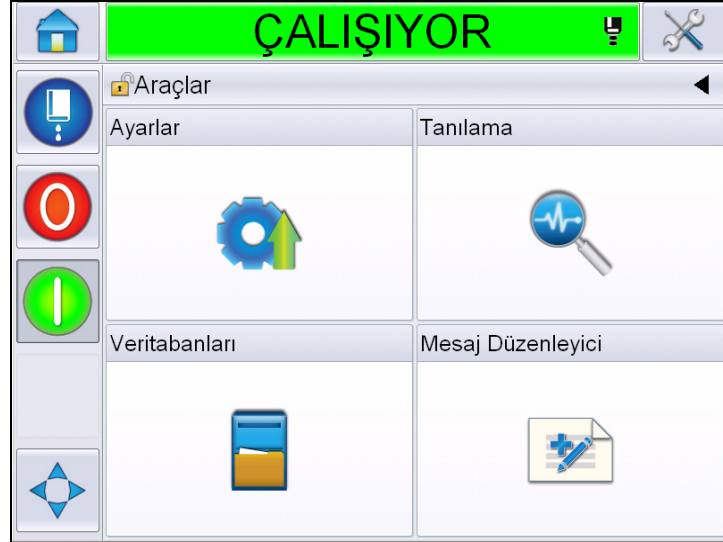 ÇALIŞIYOR
Araçlar
Ayarlar
Tanılama
Veritabanları
Mesaj Düzenleyici